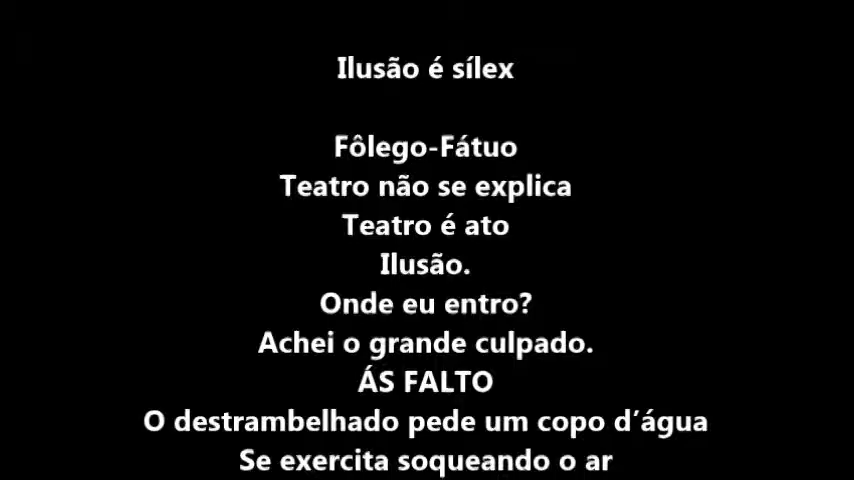 Ilusão é sílex
Fôlego-Fátuo
Teatro não se explica
Teatro é ato
Ilusão.
Onde eu entro?
Achei o grande culpado.
ÁS FALTO
O destrambelhado pede um copo d’água
Se exercita soqueando o ar